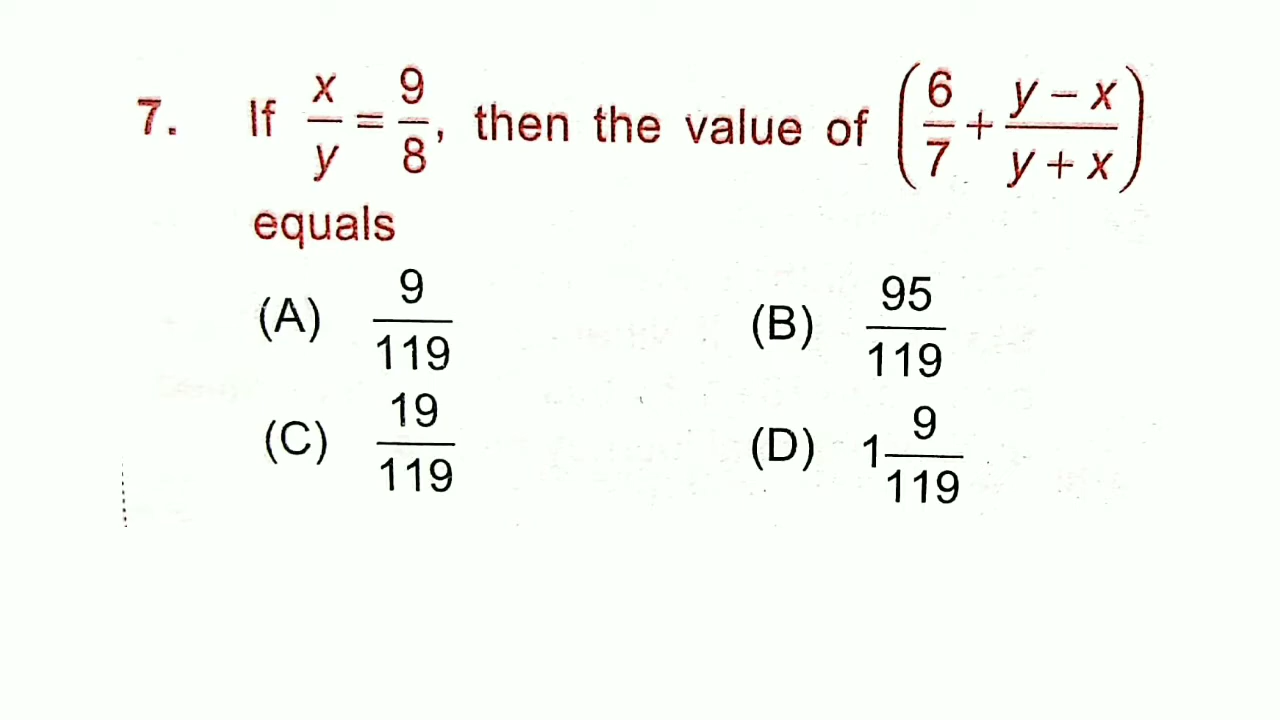 7. If x/y = 9/8, then the value of (6/7 + (y − x)/(y + x))
equals
(A) 9/119 (B) 95/119
(C) 19/119 (D) 1 9/119